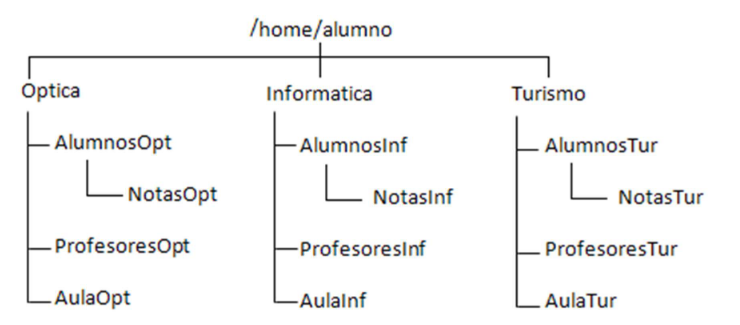 /home/alumno
Optica
Informatica
Turismo
AlumnosOpt
AlumnosInf
AlumnosTur
NotasOpt
NotasInf
NotasTur
ProfesoresOpt
ProfesoresInf
ProfesoresTur
AulaOpt
AulaInf
AulaTur